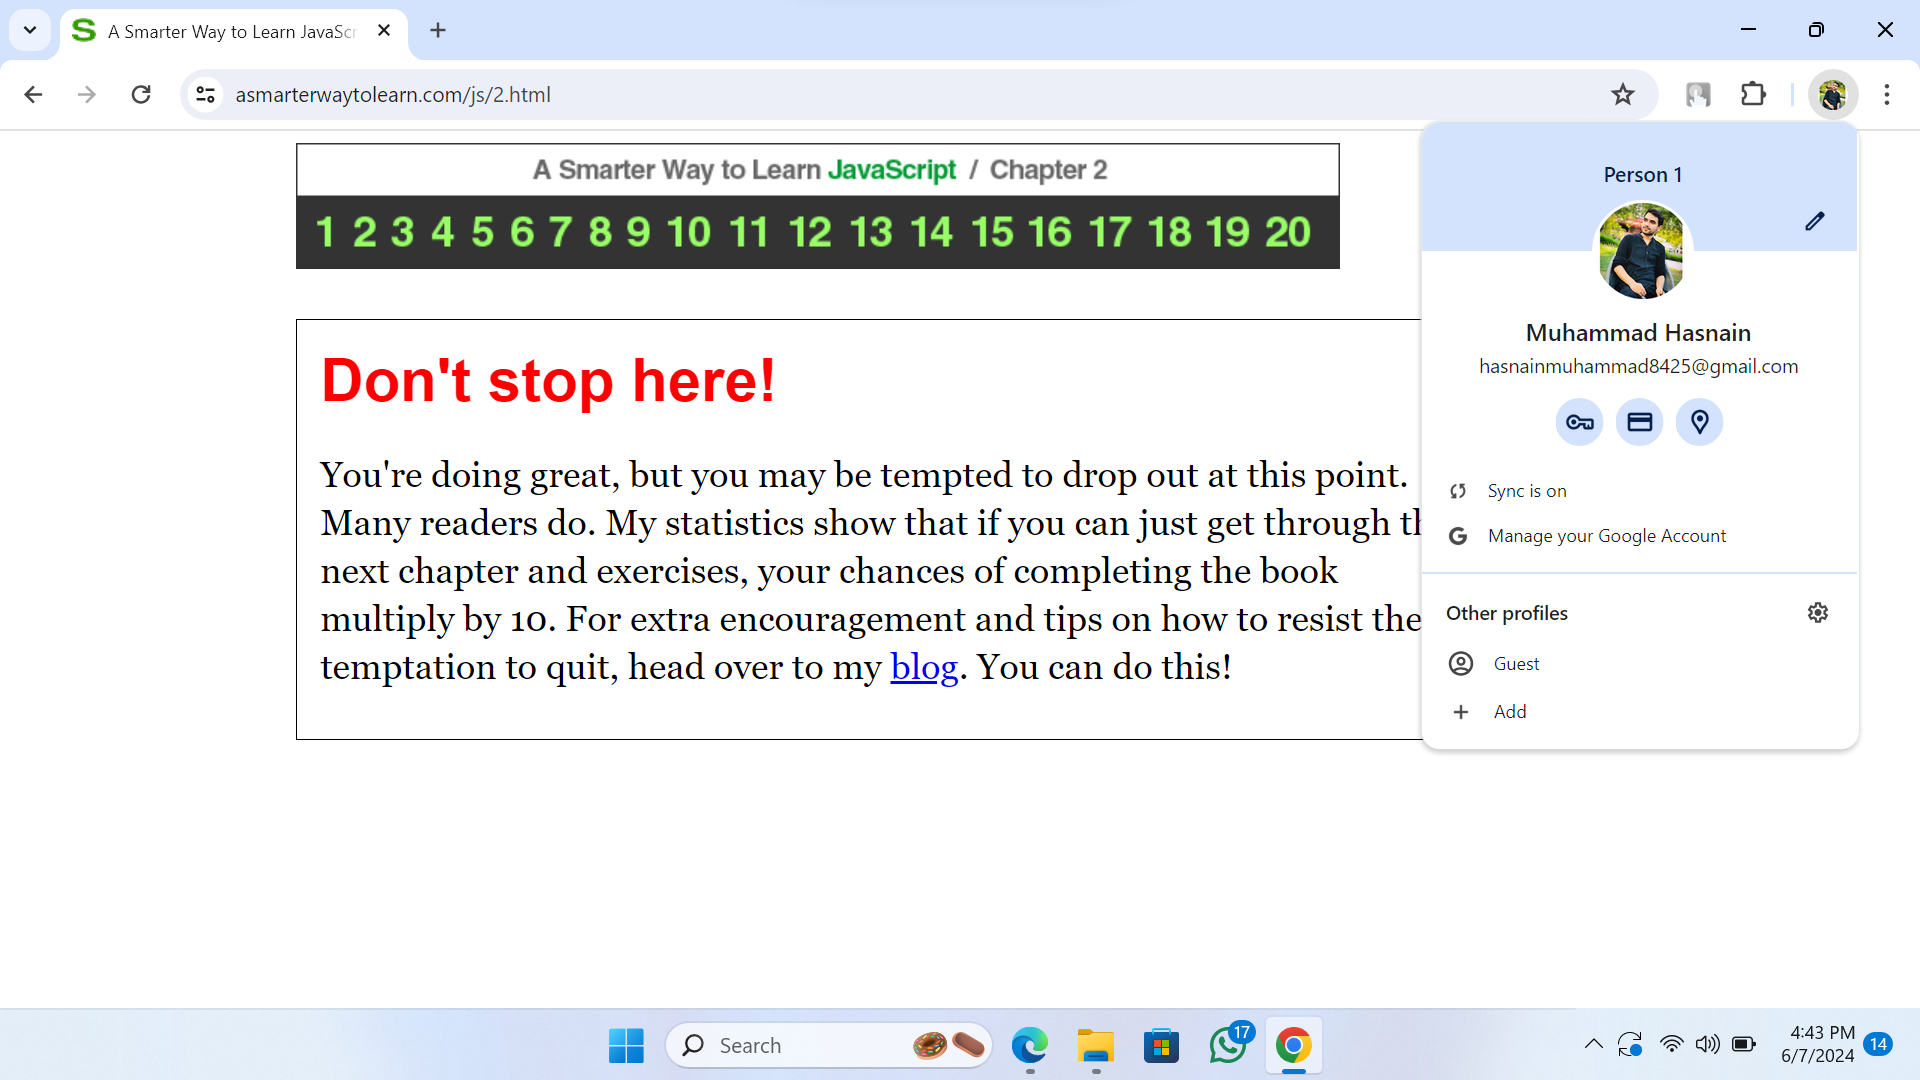 A Smarter Way to Learn JavaScr
asmarterwaytolearn.com/js/2.html
A Smarter Way to Learn JavaScript / Chapter 2
1 2 3 4 5 6 7 8 9 10 11 12 13 14 15 16 17 18 19 20
Don't stop here!
You're doing great, but you may be tempted to drop out at this point.
Many readers do. My statistics show that if you can just get through th
next chapter and exercises, your chances of completing the book
multiply by 10. For extra encouragement and tips on how to resist the
temptation to quit, head over to my blog. You can do this!
Person 1
Muhammad Hasnain
hasnainmuhammad8425@gmail.com
Sync is on
Manage your Google Account
Other profiles
Guest
Add
Search
17
4:43 PM
6/7/2024
14